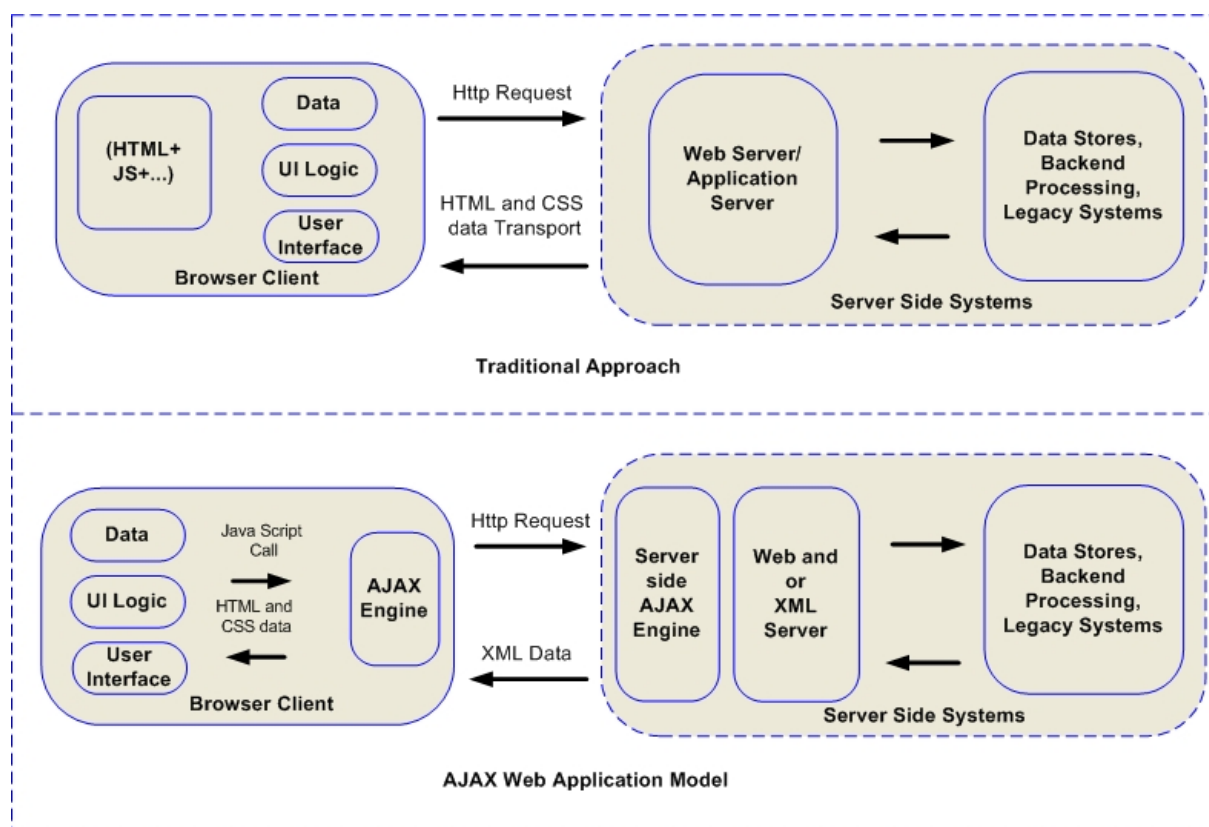 (HTML+
JS+...)
Data
UI Logic
User
Interface
Browser Client
Http Request
HTML and CSS
data Transport
Web Server/
Application
Server
Data Stores,
Backend
Processing,
Legacy Systems
Server Side Systems
Traditional Approach
Data
UI Logic
User
Interface
Java Script
Call
HTML and
CSS data
AJAX
Engine
Browser Client
Http Request
XML Data
Server
side
AJAX
Engine
Web and
or
XML
Server
Data Stores,
Backend
Processing,
Legacy Systems
Server Side Systems
AJAX Web Application Model